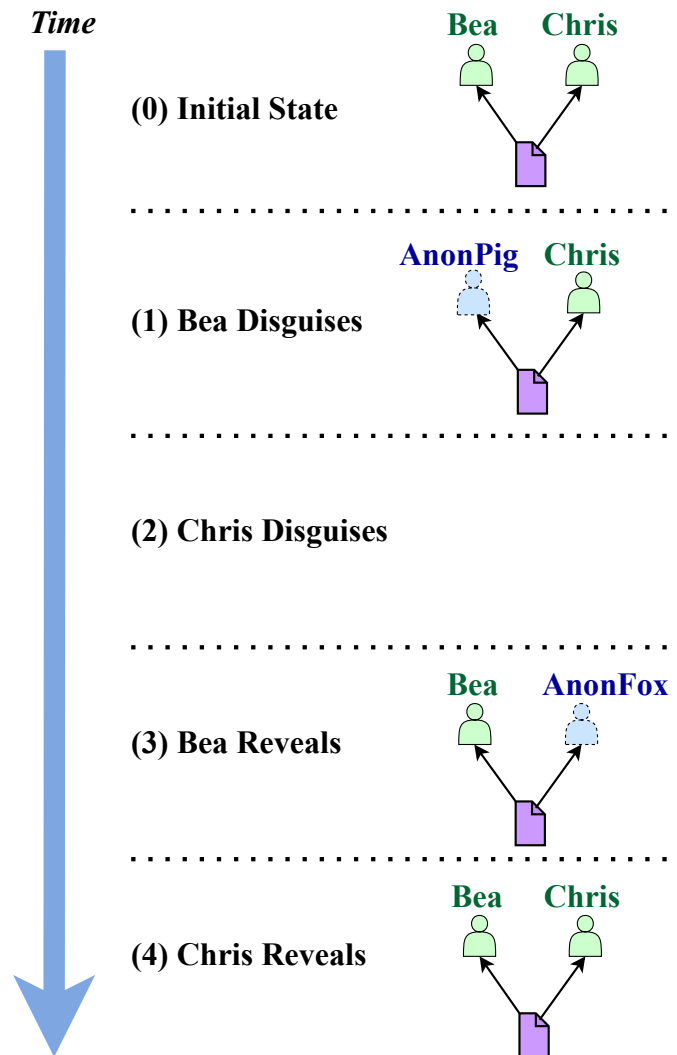 Time
Bea Chris
(0) Initial State
AnonPig Chris
(1) Bea Disguises
(2) Chris Disguises
Bea AnonFox
(3) Bea Reveals
Bea Chris
(4) Chris Reveals